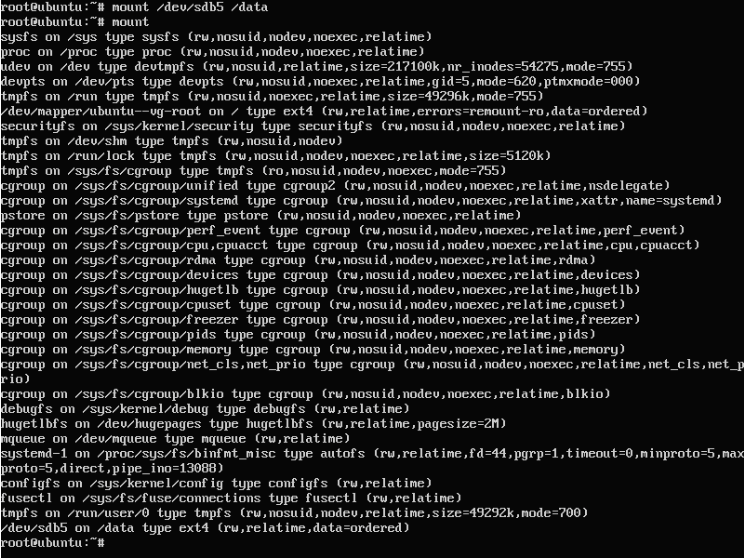 root@ubuntu:~# mount /dev/sdb5 /data
root@ubuntu:~# mount
sysfs on /sys type sysfs (rw,nosuid,nodev,noexec,relatime)
proc on /proc type proc (rw,nosuid,nodev,noexec,relatime)
udev on /dev type devtmpfs (rw,nosuid,relatime,size=217100k,nr_inodes=54275,mode=755)
devpts on /dev/pts type devpts (rw,nosuid,noexec,relatime,gid=5,mode=620,ptmxmode=000)
tmpfs on /run type tmpfs (rw,nosuid,noexec,relatime,size=49296k,mode=755)
/dev/mapper/ubuntu--vg-root on / type ext4 (rw,relatime,errors=remount-ro,data=ordered)
securityfs on /sys/kernel/security type securityfs (rw,nosuid,nodev,noexec,relatime)
tmpfs on /dev/shm type tmpfs (rw,nosuid,nodev)
tmpfs on /run/lock type tmpfs (rw,nosuid,nodev,noexec,relatime,size=5120k)
tmpfs on /sys/fs/cgroup type tmpfs (ro,nosuid,nodev,noexec,mode=755)
cgroup on /sys/fs/cgroup/unified type cgroup2 (rw,nosuid,nodev,noexec,relatime,nsdelegate)
cgroup on /sys/fs/cgroup/systemd type cgroup (rw,nosuid,nodev,noexec,relatime,xattr,name=systemd)
pstore on /sys/fs/pstore type pstore (rw,nosuid,nodev,noexec,relatime)
cgroup on /sys/fs/cgroup/perf_event type cgroup (rw,nosuid,nodev,noexec,relatime,perf_event)
cgroup on /sys/fs/cgroup/cpu,cpuacct type cgroup (rw,nosuid,nodev,noexec,relatime,cpu,cpuacct)
cgroup on /sys/fs/cgroup/rdma type cgroup (rw,nosuid,nodev,noexec,relatime,rdma)
cgroup on /sys/fs/cgroup/devices type cgroup (rw,nosuid,nodev,noexec,relatime,devices)
cgroup on /sys/fs/cgroup/hugetlb type cgroup (rw,nosuid,nodev,noexec,relatime,hugetlb)
cgroup on /sys/fs/cgroup/cpuset type cgroup (rw,nosuid,nodev,noexec,relatime,cpuset)
cgroup on /sys/fs/cgroup/freezer type cgroup (rw,nosuid,nodev,noexec,relatime,freezer)
cgroup on /sys/fs/cgroup/pids type cgroup (rw,nosuid,nodev,noexec,relatime,pids)
cgroup on /sys/fs/cgroup/memory type cgroup (rw,nosuid,nodev,noexec,relatime,memory)
cgroup on /sys/fs/cgroup/net_cls,net_prio type cgroup (rw,nosuid,nodev,noexec,relatime,net_cls,net_p
rio)
cgroup on /sys/fs/cgroup/blkio type cgroup (rw,nosuid,nodev,noexec,relatime,blkio)
debugfs on /sys/kernel/debug type debugfs (rw,relatime)
hugetlbfs on /dev/hugepages type hugetlbfs (rw,relatime,pagesize=2M)
mqueue on /dev/mqueue type mqueue (rw,relatime)
systemd-1 on /proc/sys/fs/binfmt_misc type autofs (rw,relatime,fd=44,pgrp=1,timeout=0,minproto=5,max
proto=5,direct,pipe_ino=13088)
configfs on /sys/kernel/config type configfs (rw,relatime)
fusectl on /sys/fs/fuse/connections type fusectl (rw,relatime)
tmpfs on /run/user/0 type tmpfs (rw,nosuid,nodev,relatime,size=49292k,mode=700)
/dev/sdb5 on /data type ext4 (rw,relatime,data=ordered)
root@ubuntu:~#